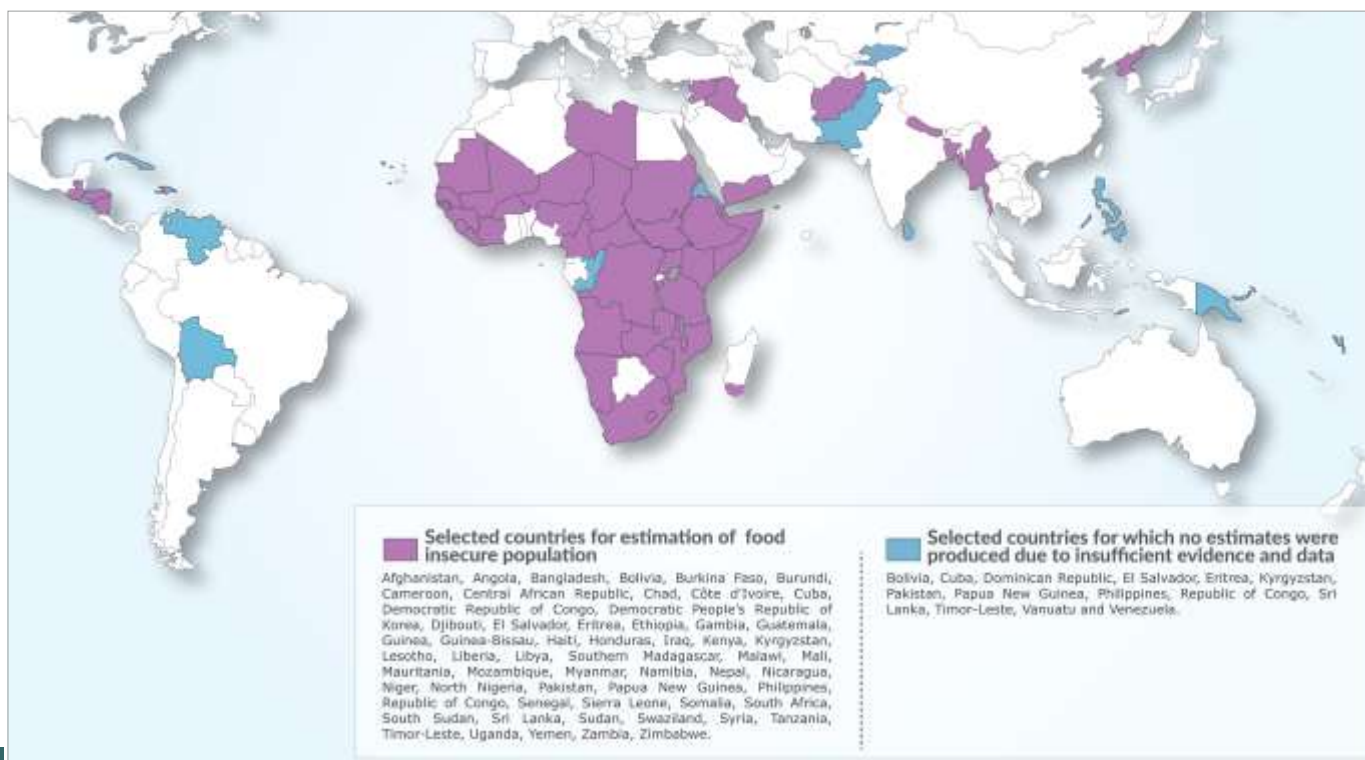 Selected countries for estimation of food
insecure population
Afghanistan, Angola, Bangladesh, Bolivia, Burkina Faso, Burundi,
Cameroon, Central African Republic, Chad, Côte d'Ivoire, Cuba,
Democratic Republic of Congo, Democratic People's Republic of
Korea, Djibouti, El Salvador, Eritrea, Ethiopia, Gambia, Guatemala,
Guinea, Guinea-Bissau, Haiti, Honduras, Iraq, Kenya, Kyrgyzstan,
Lesotho, Liberia, Libya, Southern Madagascar, Malawi, Mali,
Mauritania, Mozambique, Myanmar, Namibia, Nepal, Nicaragua,
Niger, North Nigeria, Pakistan, Papua New Guinea, Philippines,
Republic of Congo, Senegal, Sierra Leone, Somalia, South Africa,
South Sudan, Sri Lanka, Sudan, Swaziland, Syria, Tanzania,
Timor-Leste, Uganda, Yemen, Zambia, Zimbabwe.
Selected countries for which no estimates were
produced due to insufficient evidence and data
Bolivia, Cuba, Dominican Republic, El Salvador, Eritrea, Kyrgyzstan,
Pakistan, Papua New Guinea, Philippines, Republic of Congo, Sri
Lanka, Timor-Leste, Vanuatu and Venezuela.